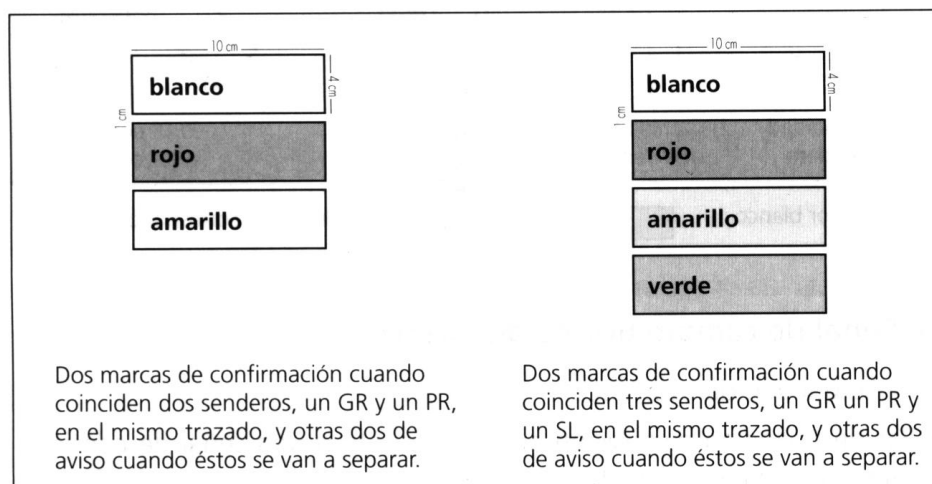 10 cm
blanco
4 cm
1 cm
rojo
amarillo
Dos marcas de confirmación cuando
coinciden dos senderos, un GR y un PR,
en el mismo trazado, y otras dos de
aviso cuando éstos se van a separar.
10 cm
blanco
4 cm
1 cm
rojo
amarillo
verde
Dos marcas de confirmación cuando
coinciden tres senderos, un GR un PR y
un SL, en el mismo trazado, y otras dos
de aviso cuando éstos se van a separar.